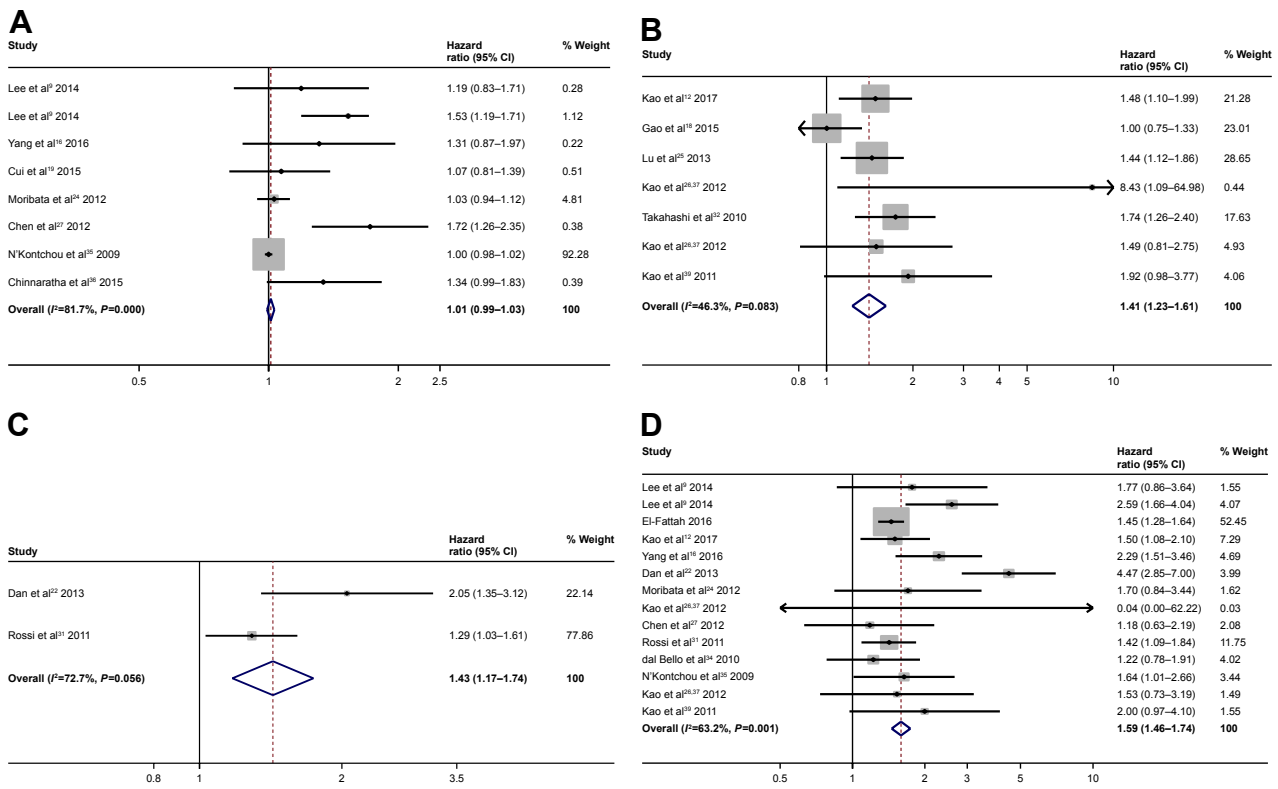 A
Study Hazard ratio (95% CI) % Weight
Lee et al⁹ 2014 1.19 (0.83–1.71) 0.28
Lee et al⁹ 2014 1.53 (1.19–1.71) 1.12
Yang et al¹⁶ 2016 1.31 (0.87–1.97) 0.22
Cui et al¹⁹ 2015 1.07 (0.81–1.39) 0.51
Moribata et al²⁴ 2012 1.03 (0.94–1.12) 4.81
Chen et al²⁷ 2012 1.72 (1.26–2.35) 0.38
N'Kontchou et al³⁵ 2009 1.00 (0.98–1.02) 92.28
Chinnaratha et al³⁶ 2015 1.34 (0.99–1.83) 0.39
Overall (I²=81.7%, P=0.000) 1.01 (0.99–1.03) 100
0.5 1 2 2.5
B
Study Hazard ratio (95% CI) % Weight
Kao et al¹² 2017 1.48 (1.10–1.99) 21.28
Gao et al¹⁸ 2015 1.00 (0.75–1.33) 23.01
Lu et al²⁵ 2013 1.44 (1.12–1.86) 28.65
Kao et al²⁶,³⁷ 2012 8.43 (1.09–64.98) 0.44
Takahashi et al³² 2010 1.74 (1.26–2.40) 17.63
Kao et al²⁶,³⁷ 2012 1.49 (0.81–2.75) 4.93
Kao et al³⁹ 2011 1.92 (0.98–3.77) 4.06
Overall (I²=46.3%, P=0.083) 1.41 (1.23–1.61) 100
0.8 1 2 3 4 5 10
C
Study Hazard ratio (95% CI) % Weight
Dan et al²² 2013 2.05 (1.35–3.12) 22.14
Rossi et al³¹ 2011 1.29 (1.03–1.61) 77.86
Overall (I²=72.7%, P=0.056) 1.43 (1.17–1.74) 100
0.8 1 2 3.5
D
Study Hazard ratio (95% CI) % Weight
Lee et al⁹ 2014 1.77 (0.86–3.64) 1.55
Lee et al⁹ 2014 2.59 (1.66–4.04) 4.07
El-Fattah 2016 1.45 (1.28–1.64) 52.45
Kao et al¹² 2017 1.50 (1.08–2.10) 7.29
Yang et al¹⁶ 2016 2.29 (1.51–3.46) 4.69
Dan et al²² 2013 4.47 (2.85–7.00) 3.99
Moribata et al²⁴ 2012 1.70 (0.84–3.44) 1.62
Kao et al²⁶,³⁷ 2012 0.04 (0.00–62.22) 0.03
Chen et al²⁷ 2012 1.18 (0.63–2.19) 2.08
Rossi et al³¹ 2011 1.42 (1.09–1.84) 11.75
dal Bello et al³⁴ 2010 1.22 (0.78–1.91) 4.02
N'Kontchou et al³⁵ 2009 1.64 (1.01–2.66) 3.44
Kao et al²⁶,³⁷ 2012 1.53 (0.73–3.19) 1.49
Kao et al³⁹ 2011 2.00 (0.97–4.10) 1.55
Overall (I²=63.2%, P=0.001) 1.59 (1.46–1.74) 100
0.5 1 2 3 5 10